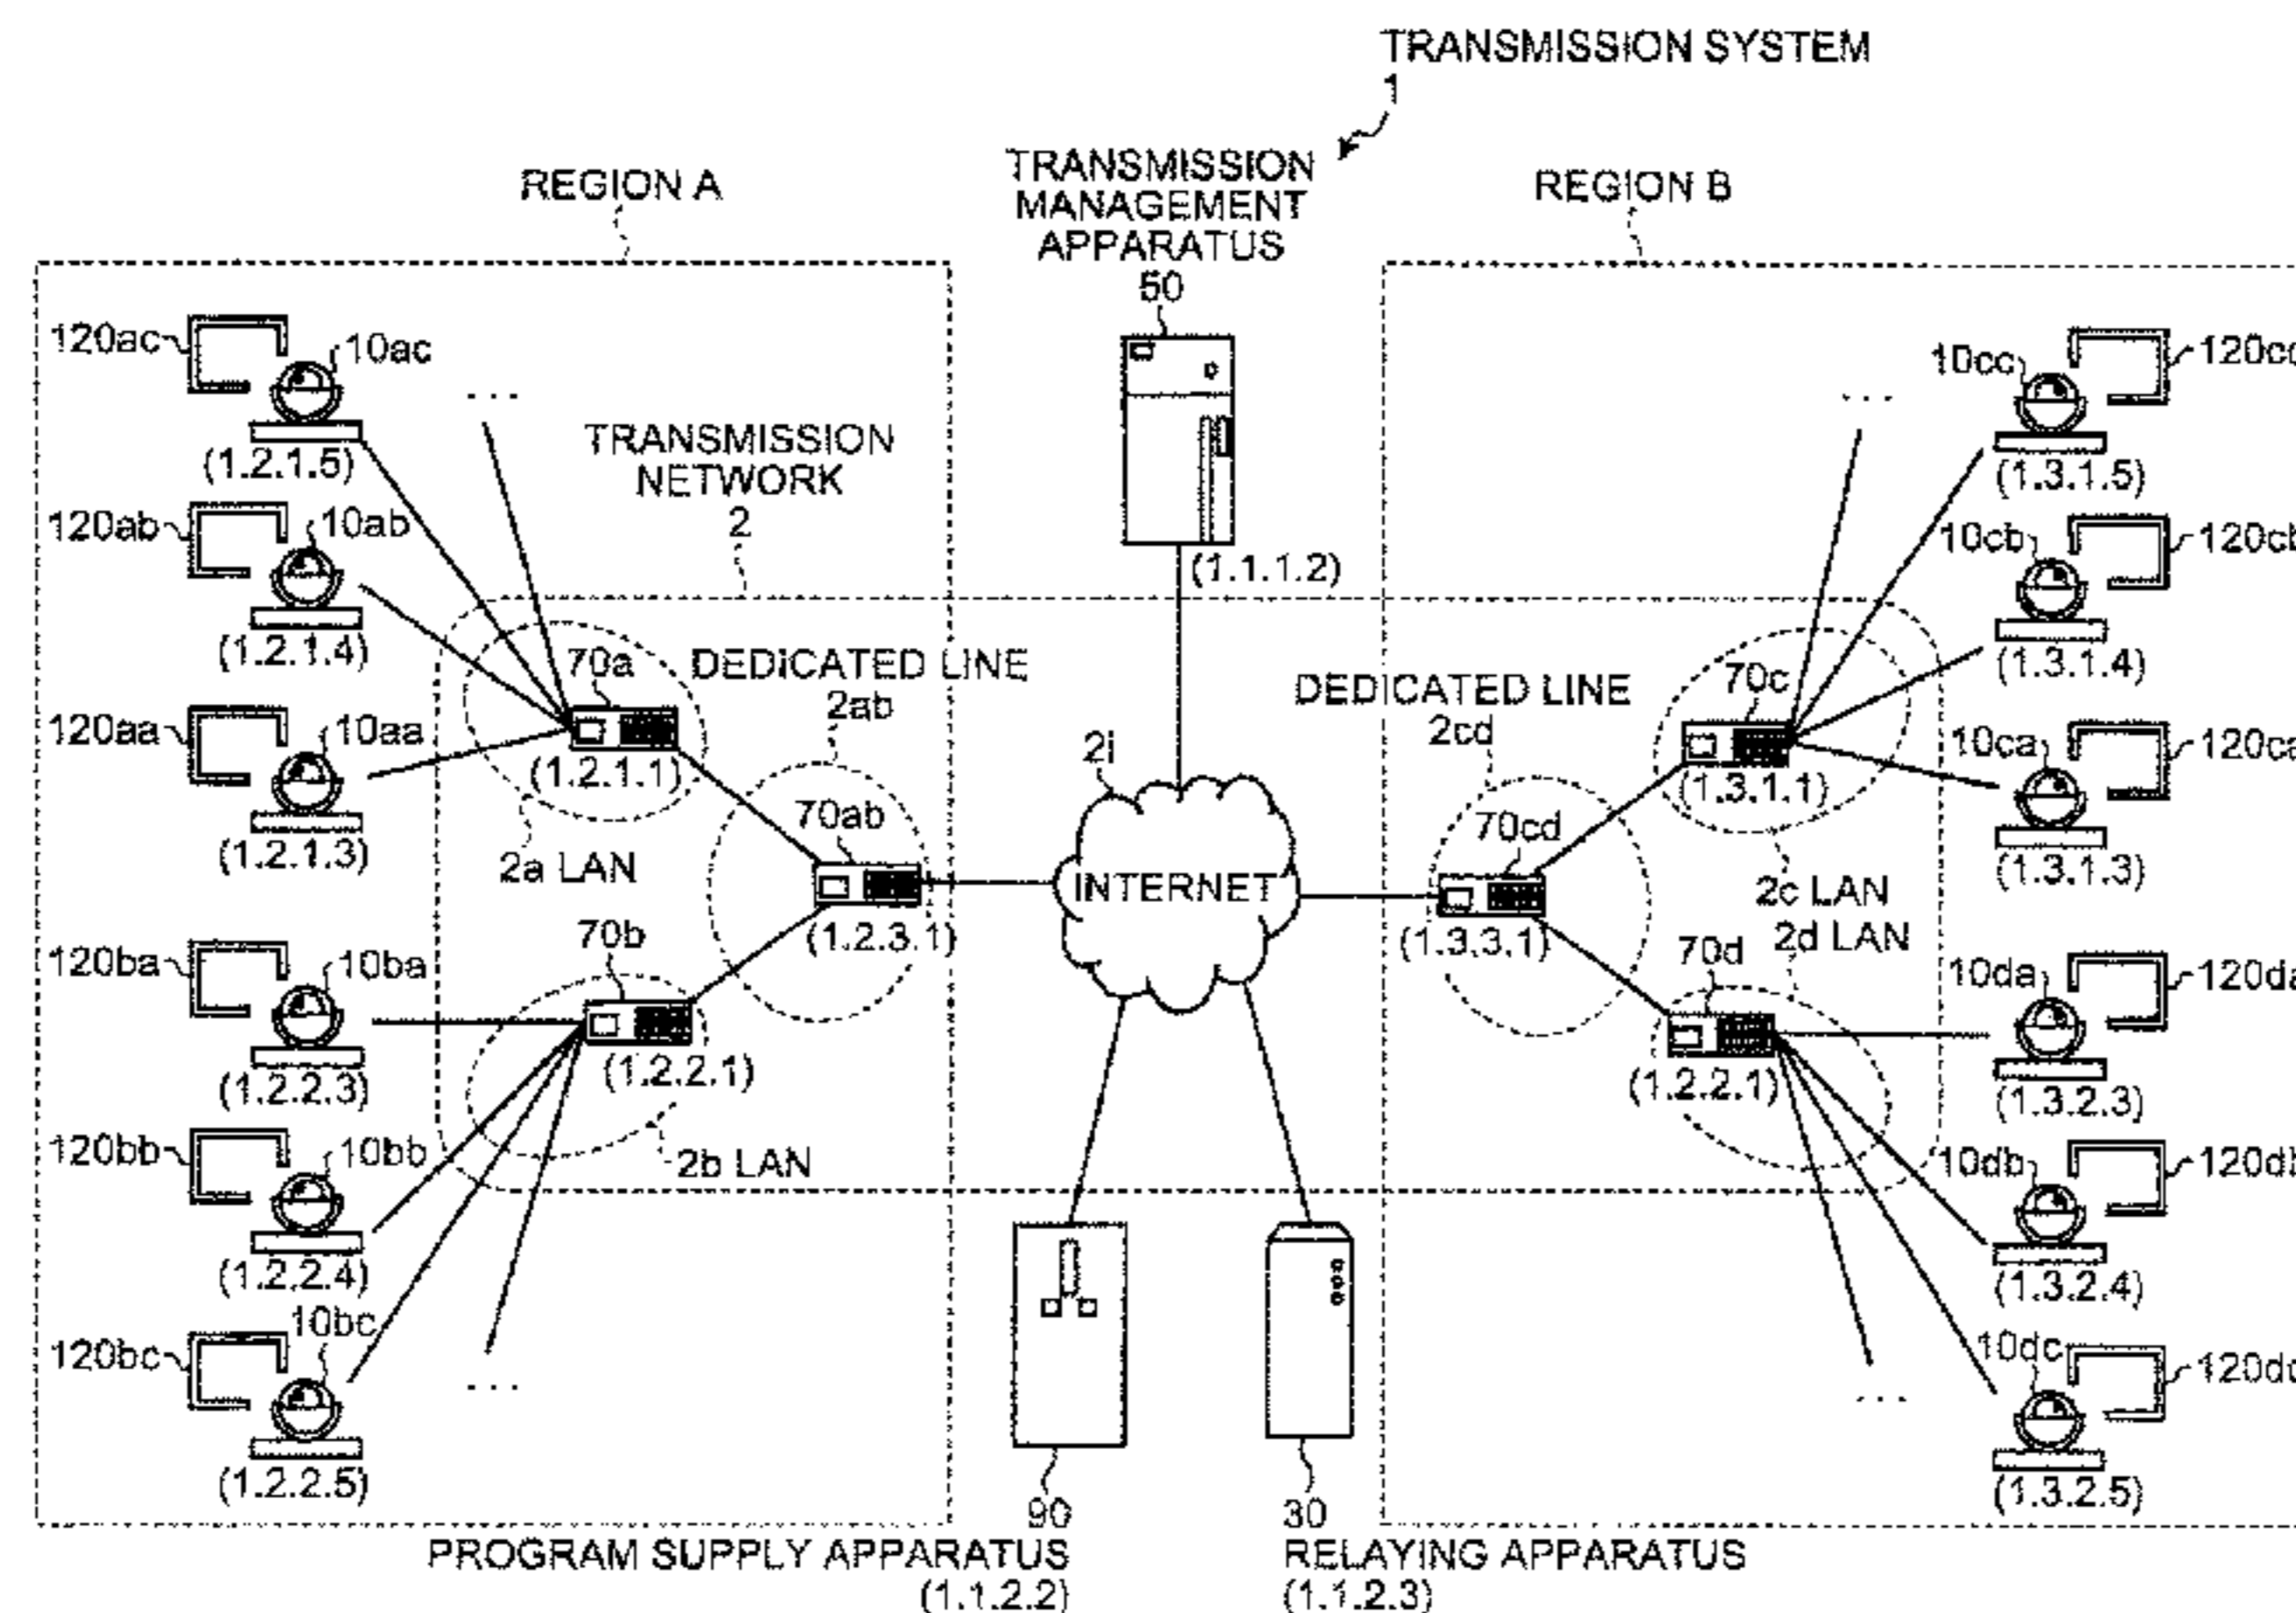 TRANSMISSION SYSTEM
1
TRANSMISSION
MANAGEMENT
APPARATUS
50
REGION A
REGION B
120ac
10ac
(1.2.1.5)
...
TRANSMISSION
NETWORK
2
120ab
10ab
(1.2.1.4)
(1.1.1.2)
70a
DEDICATED LINE
2ab
120aa
10aa
(1.2.1.3)
(1.2.1.1)
2a LAN
70ab
(1.2.3.1)
2i
INTERNET
120ba
10ba
(1.2.2.3)
70b
(1.2.2.1)
2b LAN
120bb
10bb
(1.2.2.4)
120bc
10bc
(1.2.2.5)
...
...
10cc
(1.3.1.5)
10cb
(1.3.1.4)
DEDICATED LINE
2cd
70c
(1.3.1.1)
10ca
120ca
(1.3.1.3)
70cd
(1.3.3.1)
2c LAN
2d LAN
70d
(1.2.2.1)
10da
120da
(1.3.2.3)
10db
(1.3.2.4)
10dc
(1.3.2.5)
...
90
30
PROGRAM SUPPLY APPARATUS
(1.1.2.2)
RELAYING APPARATUS
(1.1.2.3)